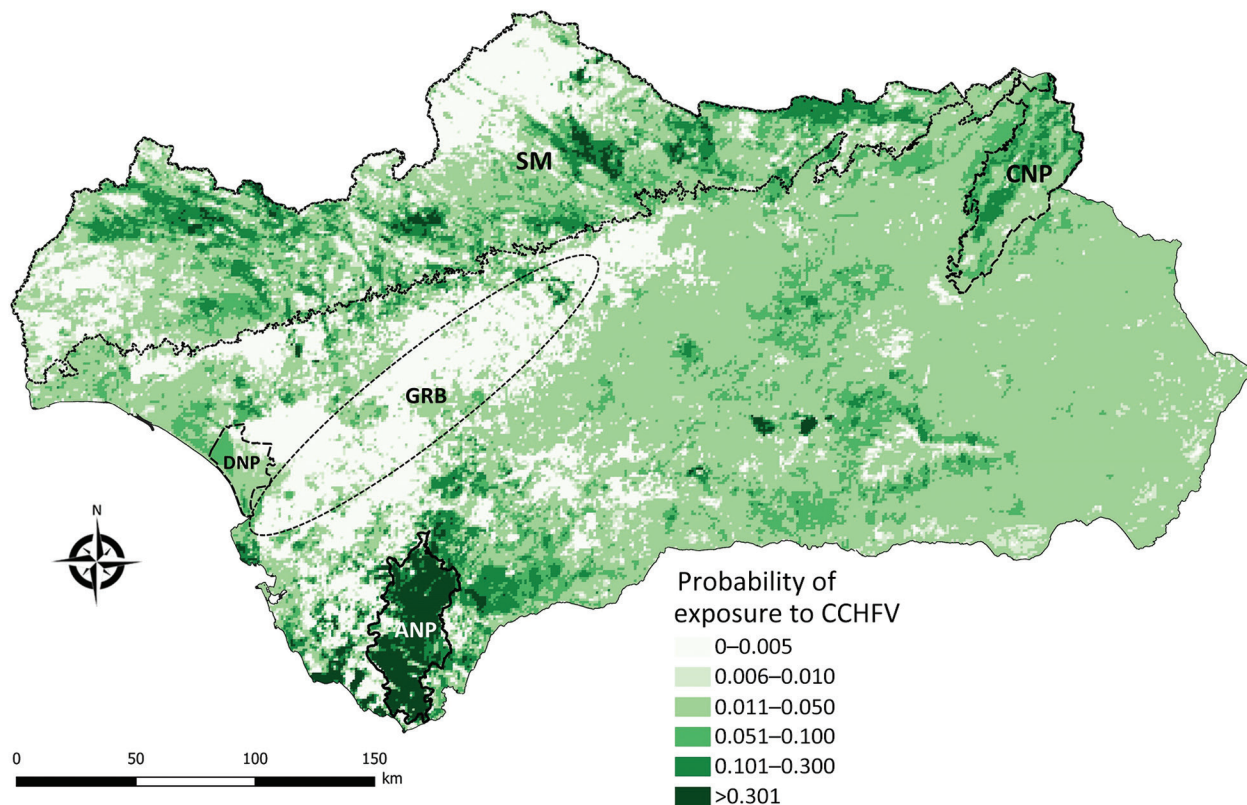 SM
CNP
GRB
DNP
N
ANP
Probability of
exposure to CCHFV
0–0.005
0.006–0.010
0.011–0.050
0.051–0.100
0.101–0.300
>0.301
0 50 100 150
km